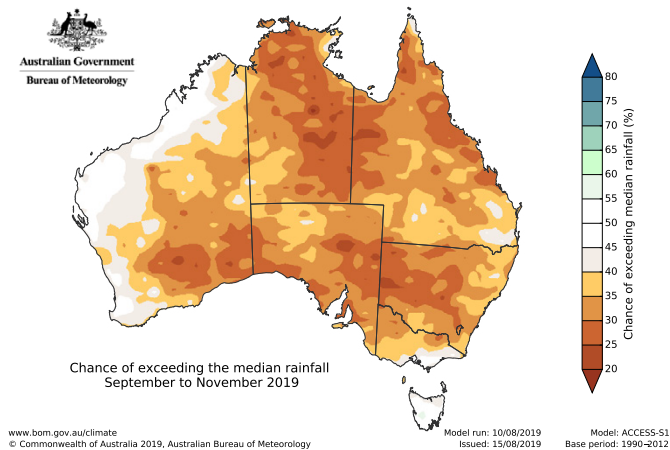 Australian Government
Bureau of Meteorology
80
75
70
65
60
55
50
45
40
35
30
25
20
Chance of exceeding median rainfall (%)
Chance of exceeding the median rainfall
September to November 2019
www.bom.gov.au/climate
© Commonwealth of Australia 2019, Australian Bureau of Meteorology
Model run: 10/08/2019
Issued: 15/08/2019
Model: ACCESS-S1
Base period: 1990-2012